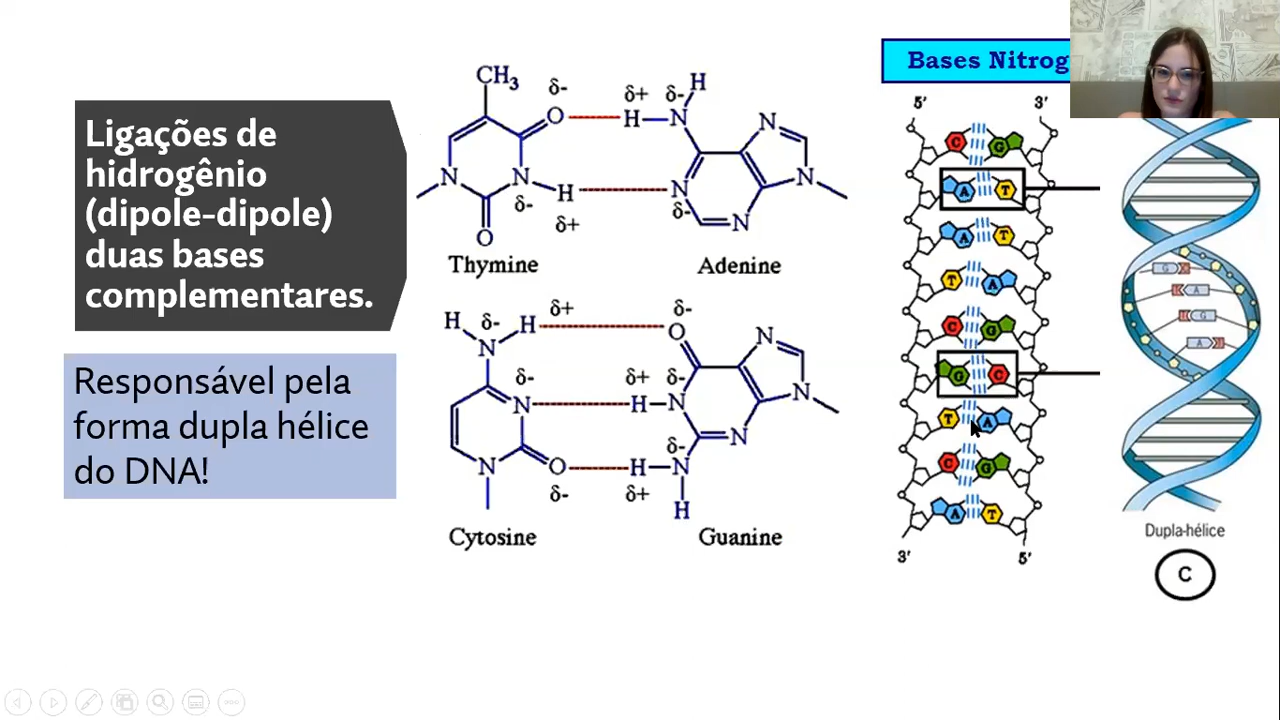 Ligações de
hidrogênio
(dipole-dipole)
duas bases
complementares.
Responsável pela
forma dupla hélice
do DNA!
CH3
δ-
δ+
δ-
H
O
H
N
N
N
N
H
N
N
N
δ-
δ-
O
δ+
Thymine
Adenine
δ+
δ-
H
δ-
H
O
N
N
δ-
δ+
δ-
N
N
H
N
N
δ-
N
O
H
N
δ-
δ+
H
Cytosine
Guanine
Bases Nitrog
5'
3'
C G
A T
A T
T A
C G
G C
T A
C G
A T
3'
5'
G
A
G
A
Dupla-hélice
C